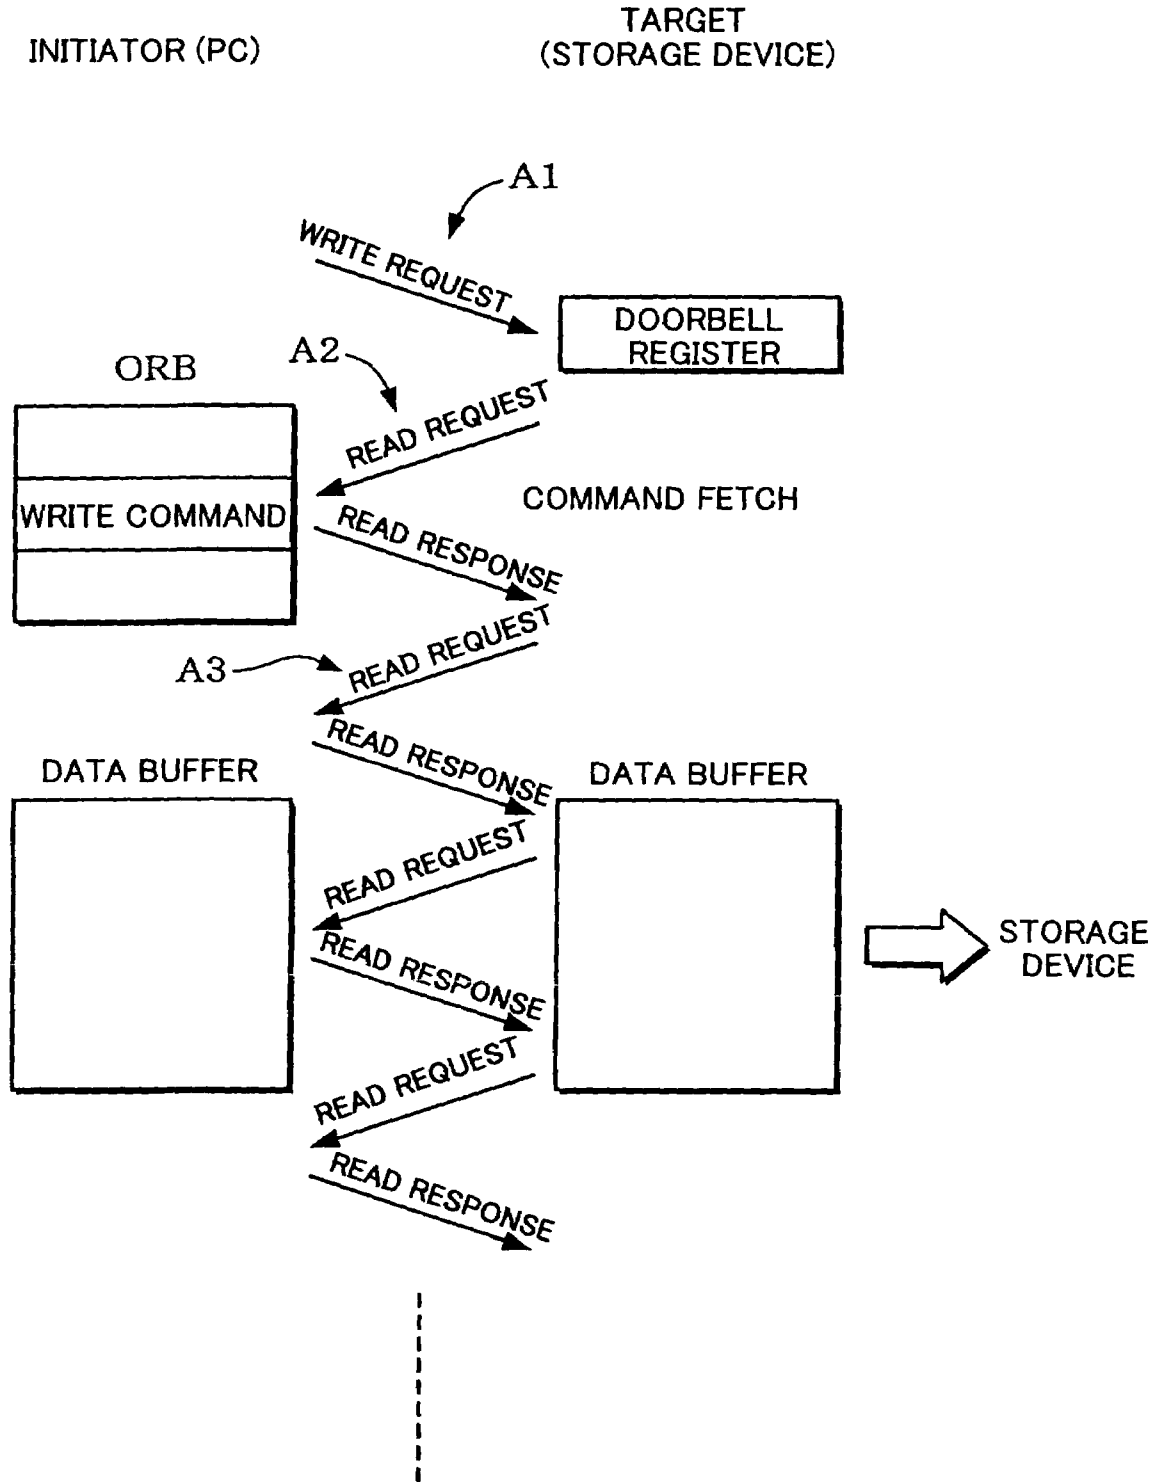 INITIATOR (PC)
TARGET
(STORAGE DEVICE)
A1
WRITE REQUEST
DOORBELL
REGISTER
A2
ORB
READ REQUEST
WRITE COMMAND
COMMAND FETCH
READ RESPONSE
READ REQUEST
A3
READ RESPONSE
DATA BUFFER
DATA BUFFER
READ REQUEST
READ RESPONSE
STORAGE
DEVICE
READ REQUEST
READ RESPONSE